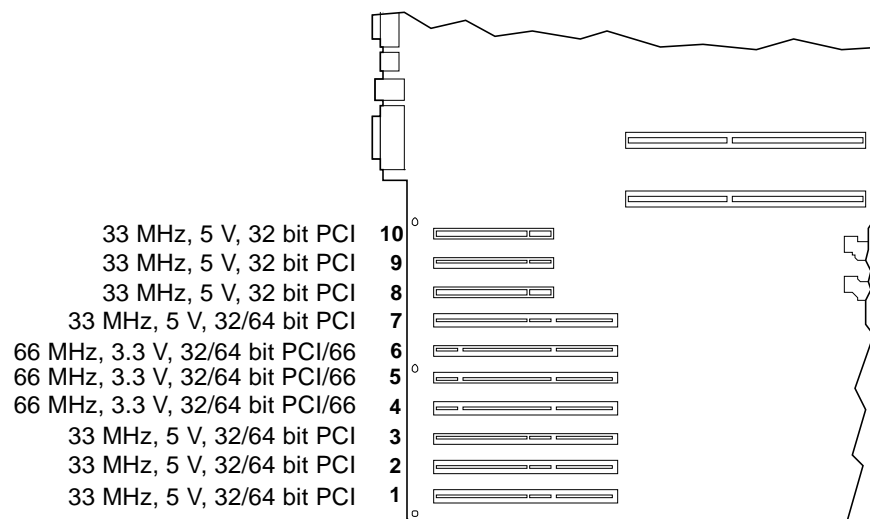 33 MHz, 5 V, 32 bit PCI 10
33 MHz, 5 V, 32 bit PCI 9
33 MHz, 5 V, 32 bit PCI 8
33 MHz, 5 V, 32/64 bit PCI 7
66 MHz, 3.3 V, 32/64 bit PCI/66 6
66 MHz, 3.3 V, 32/64 bit PCI/66 5
66 MHz, 3.3 V, 32/64 bit PCI/66 4
33 MHz, 5 V, 32/64 bit PCI 3
33 MHz, 5 V, 32/64 bit PCI 2
33 MHz, 5 V, 32/64 bit PCI 1